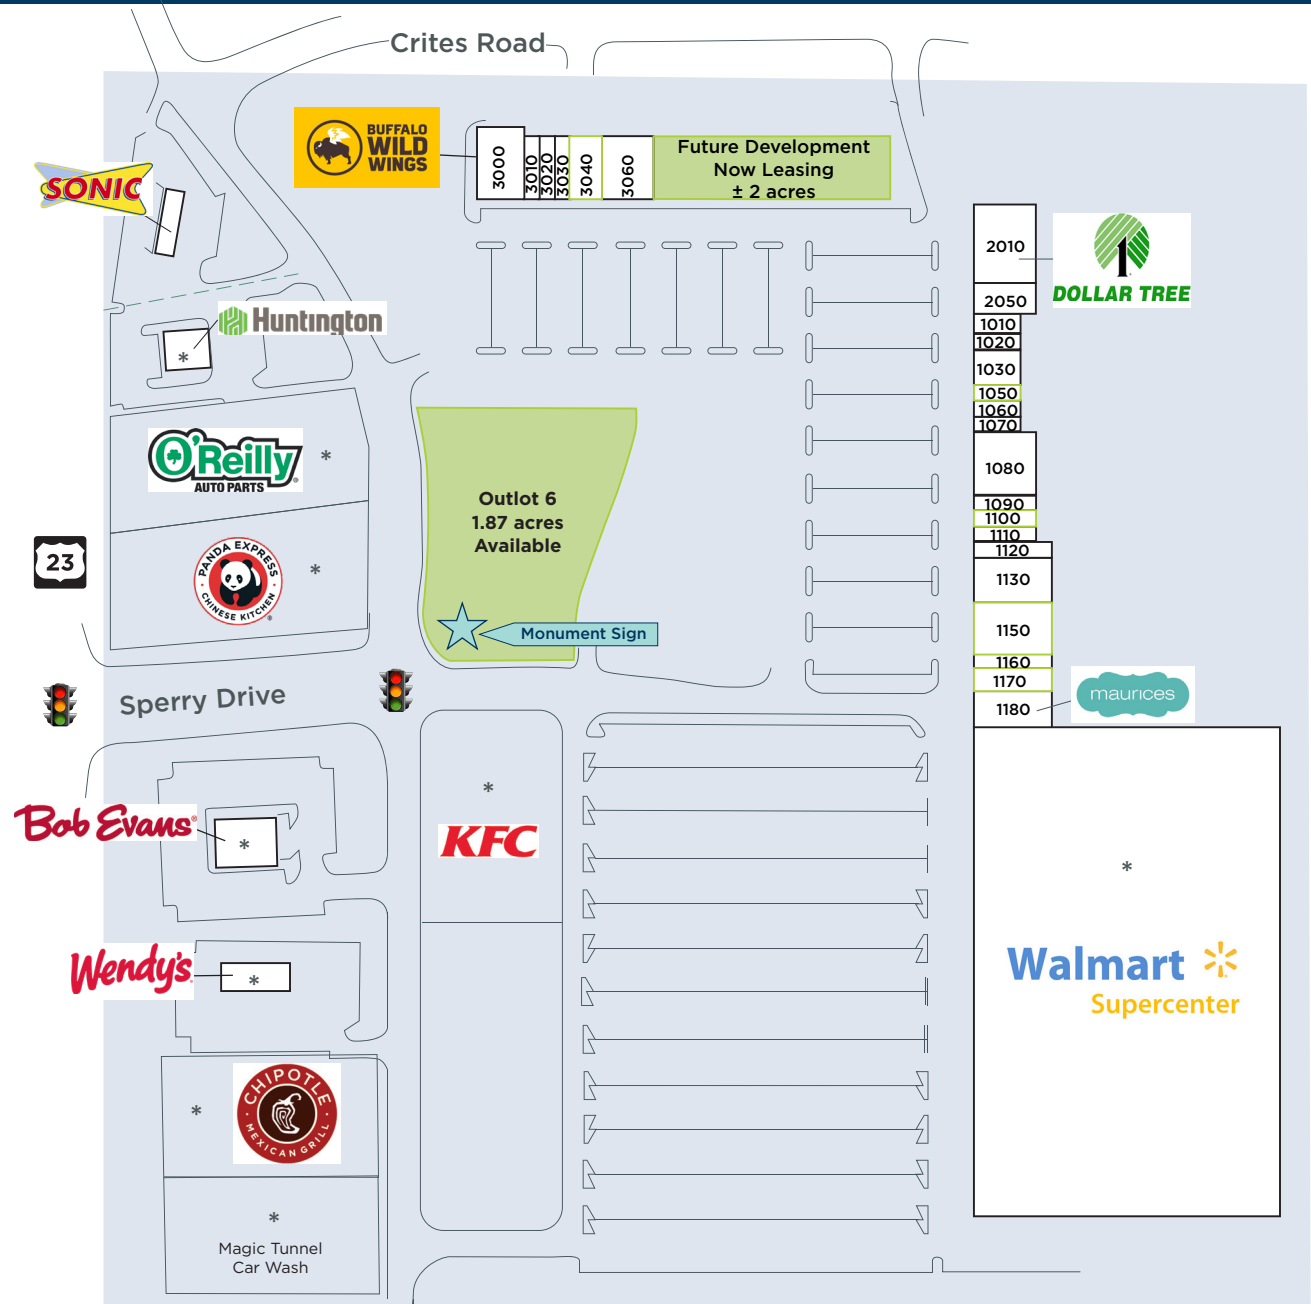 Crites Road
BUFFALO
WILD
WINGS
3000
3010
3020
3030
3040
3060
Future Development
Now Leasing
± 2 acres
SONIC
2010
DOLLAR TREE
2050
Huntington
*
1010
1020
1030
1050
1060
1070
O'Reilly
AUTO PARTS
*
1080
Outlot 6
1.87 acres
Available
1090
1100
1110
1120
23
PANDA EXPRESS
CHINESE KITCHEN
*
1130
Monument Sign
1150
1160
1170
Sperry Drive
maurices
1180
*
KFC
Bob Evans
*
*
Walmart
Supercenter
Wendy's
*
CHIPOTLE
MEXICAN GRILL
*
*
Magic Tunnel
Car Wash